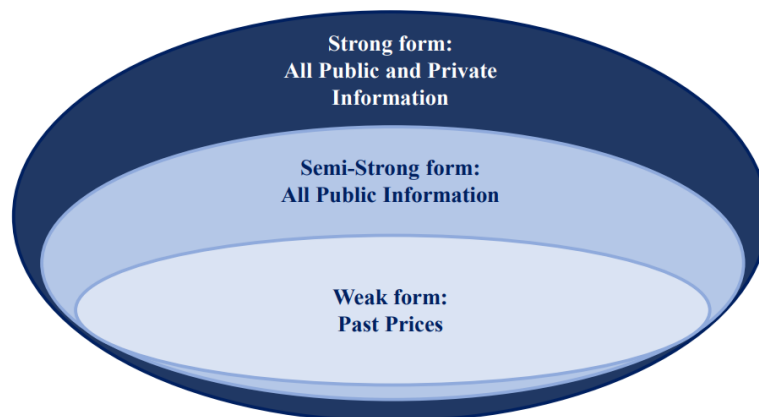 Strong form:
All Public and Private
Information
Semi-Strong form:
All Public Information
Weak form:
Past Prices